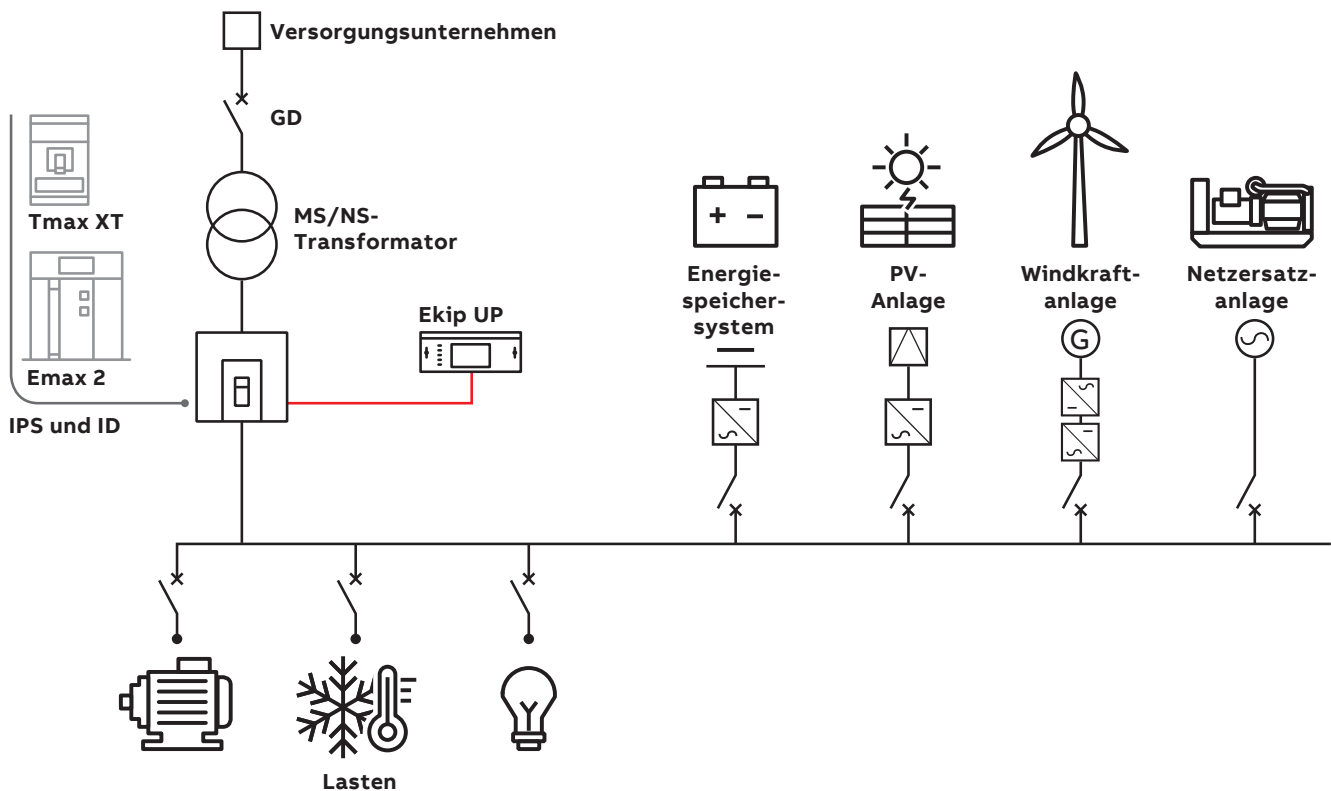 Versorgungsunternehmen
GD
Tmax XT
MS/NS-
Transformator
Emax 2
IPS und ID
Ekip UP
Energie-
speicher-
system
PV-
Anlage
Windkraft-
anlage
Netzersatz-
anlage
G
Lasten